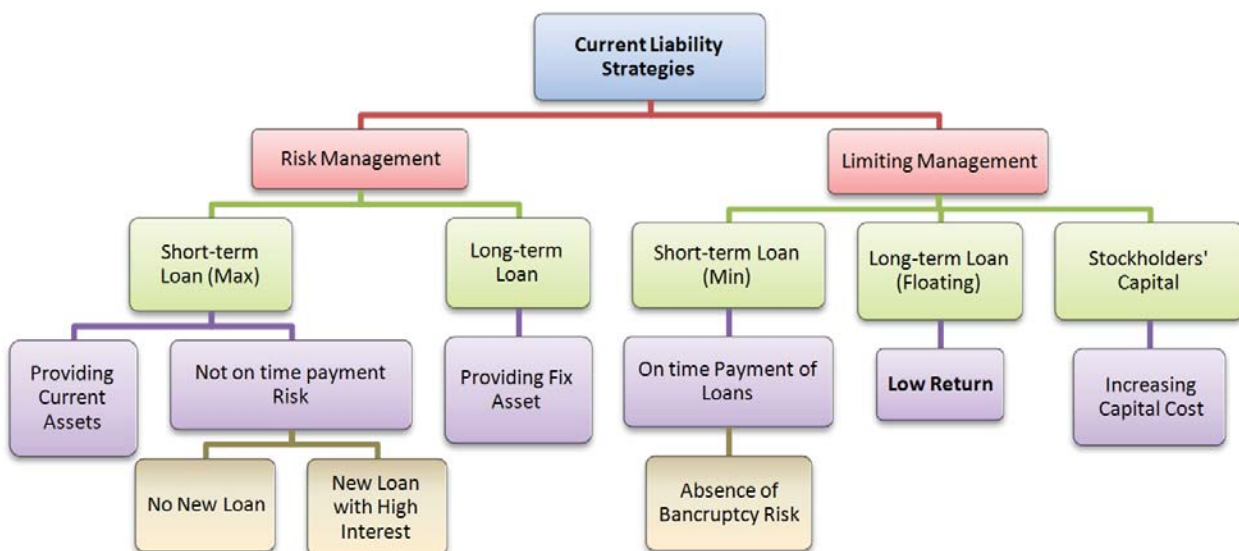 Current Liability
Strategies
Risk Management
Limiting Management
Short-term
Loan (Max)
Long-term
Loan
Short-term Loan
(Min)
Long-term Loan
(Floating)
Stockholders'
Capital
Providing
Current
Assets
Not on time payment
Risk
Providing Fix
Asset
On time Payment of
Loans
Low Return
Increasing
Capital Cost
No New Loan
New Loan
with High
Interest
Absence of
Bancruptcy Risk